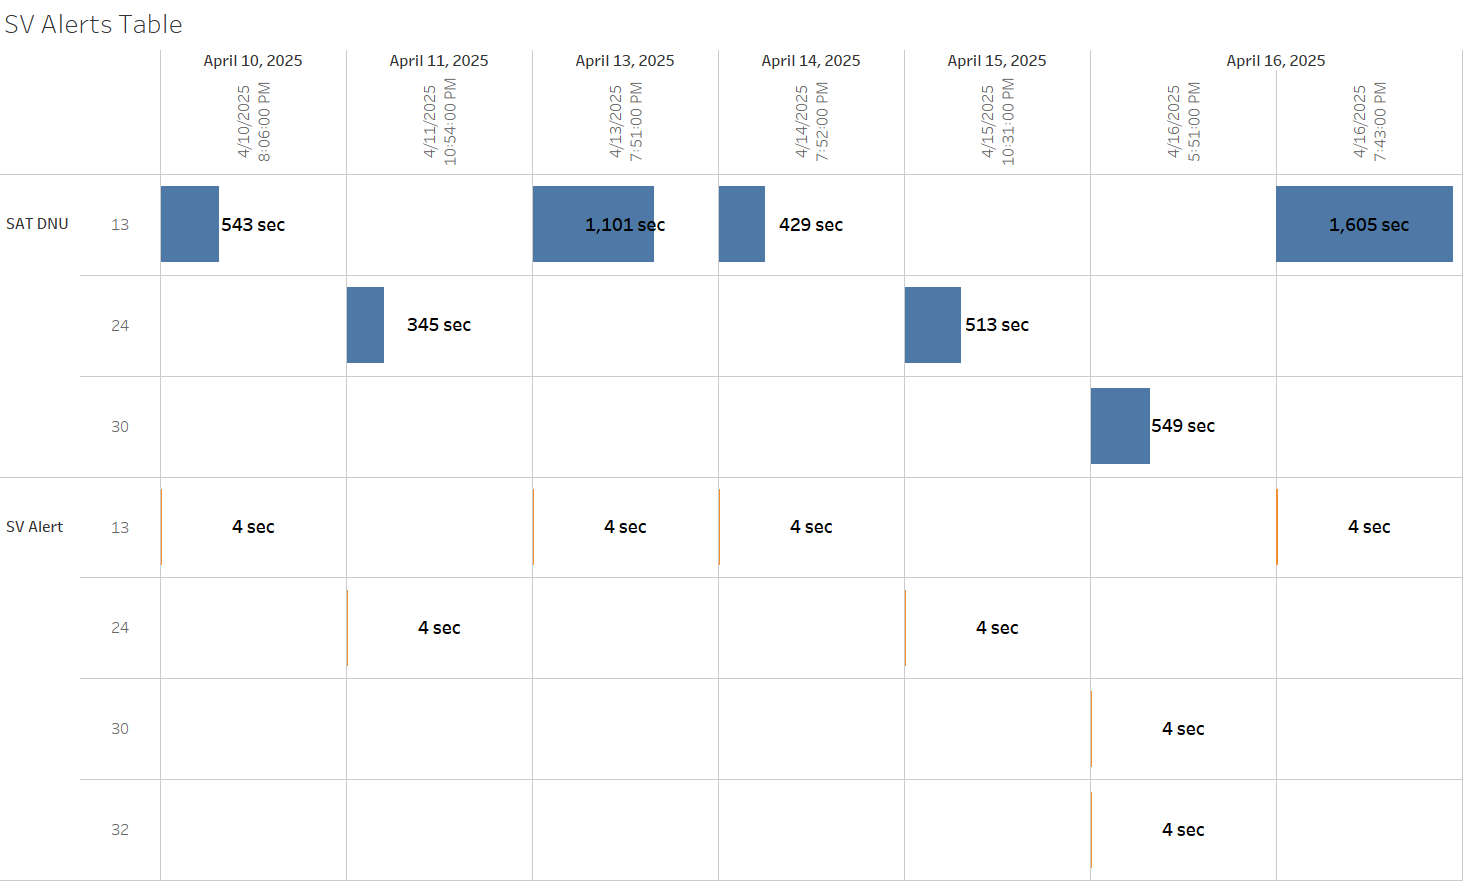 SV Alerts Table
April 10, 2025 April 11, 2025 April 13, 2025 April 14, 2025 April 15, 2025 April 16, 2025
4/10/2025
8:06:00 PM
4/11/2025
10:54:00 PM
4/13/2025
7:51:00 PM
4/14/2025
7:52:00 PM
4/15/2025
10:31:00 PM
4/16/2025
5:51:00 PM
4/16/2025
7:43:00 PM
SAT DNU 13 543 sec 1,101 sec 429 sec 1,605 sec
24 345 sec 513 sec
30 549 sec
SV Alert 13 4 sec 4 sec 4 sec 4 sec
24 4 sec 4 sec
30 4 sec
32 4 sec